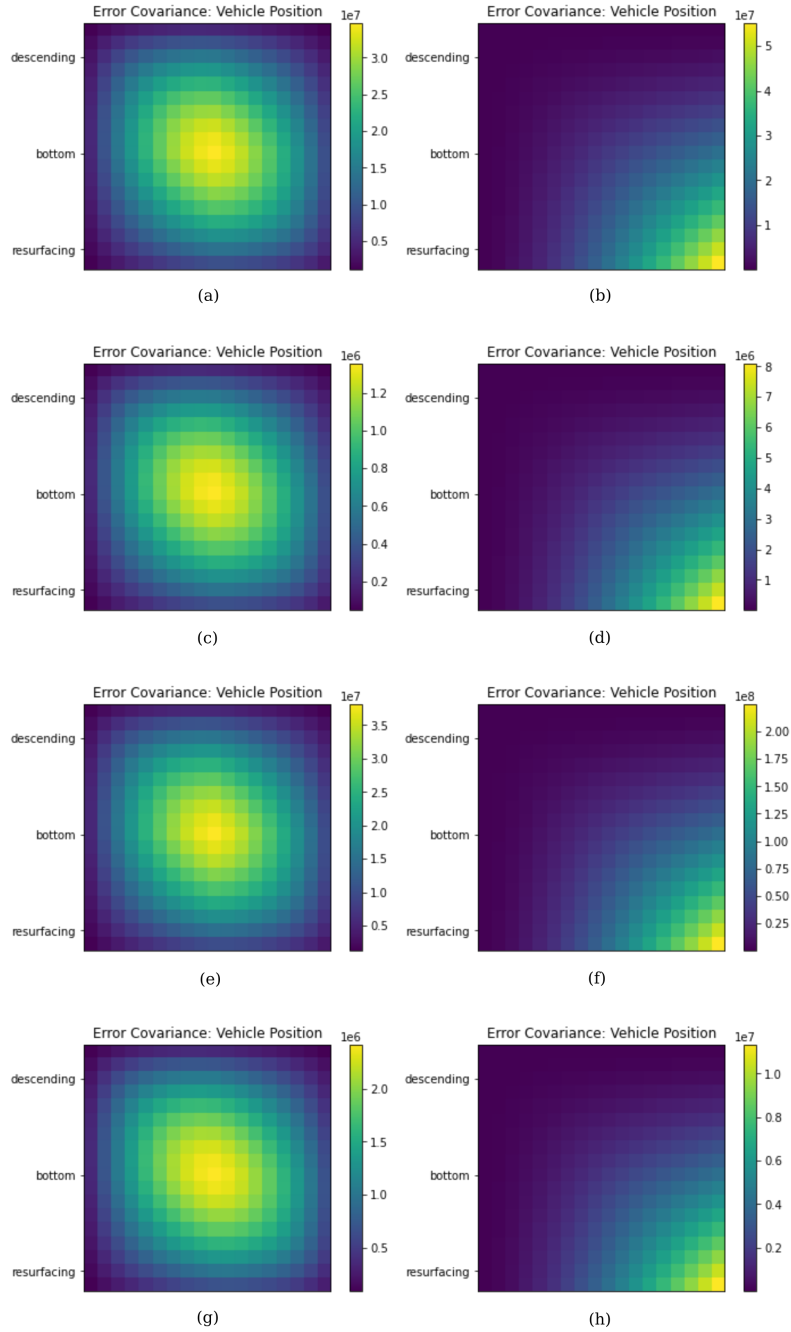 Error Covariance: Vehicle Position
1e7
descending
bottom
resurfacing
3.0
2.5
2.0
1.5
1.0
0.5
(a)
Error Covariance: Vehicle Position
1e7
descending
bottom
resurfacing
5
4
3
2
1
(b)
Error Covariance: Vehicle Position
1e6
descending
bottom
resurfacing
1.2
1.0
0.8
0.6
0.4
0.2
(c)
Error Covariance: Vehicle Position
1e6
descending
bottom
resurfacing
8
7
6
5
4
3
2
1
(d)
Error Covariance: Vehicle Position
1e7
descending
bottom
resurfacing
3.5
3.0
2.5
2.0
1.5
1.0
0.5
(e)
Error Covariance: Vehicle Position
1e8
descending
bottom
resurfacing
2.00
1.75
1.50
1.25
1.00
0.75
0.50
0.25
(f)
Error Covariance: Vehicle Position
1e6
descending
bottom
resurfacing
2.0
1.5
1.0
0.5
(g)
Error Covariance: Vehicle Position
1e7
descending
bottom
resurfacing
1.0
0.8
0.6
0.4
0.2
(h)